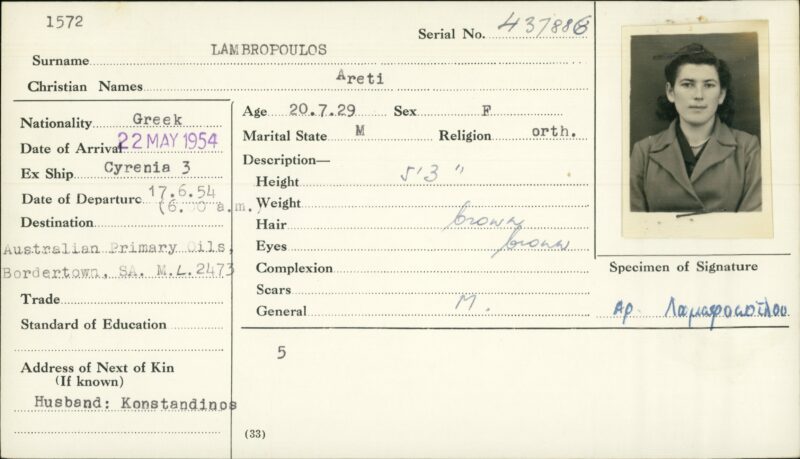 1572
Serial No. 437886
Surname LAMBROPOULOS
Christian Names Areti
Nationality Greek
Date of Arrival 22 MAY 1954
Ex Ship Cyrenia 3
Date of Departure 17.6.54
(6.00 a.m.)
Destination
Australian Primary Oils,
Bordertown, SA. M.L.2473
Trade
Standard of Education
Address of Next of Kin
(If known)
Husband: Konstandinos
Age 20.7.29 Sex F
Marital State M Religion orth.
Description—
Height 5'3"
Weight
Hair brown
Eyes brown
Complexion
Scars
General M.
5
(33)
Specimen of Signature
Αρ.